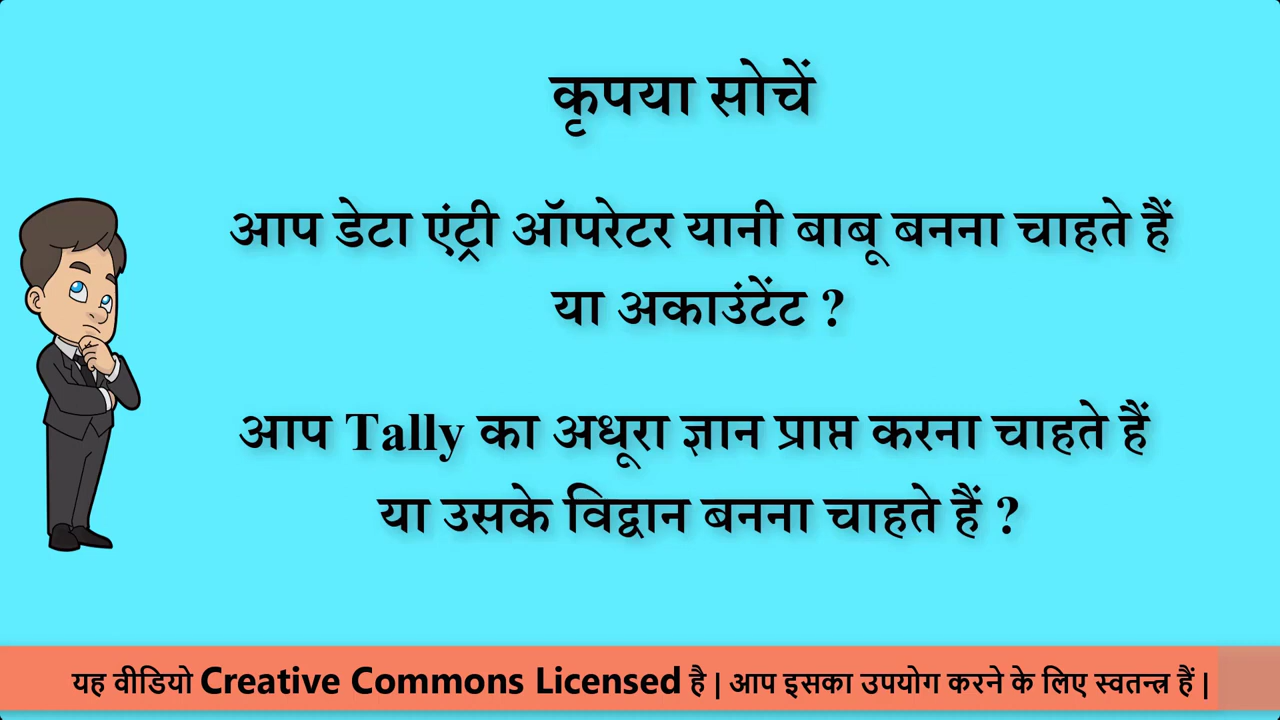 कृपया सोचें
आप डेटा एंट्री ऑपरेटर यानी बाबू बनना चाहते हैं
या अकाउंटेंट ?
आप Tally का अधूरा ज्ञान प्राप्त करना चाहते हैं
या उसके विद्वान बनना चाहते हैं ?
यह वीडियो Creative Commons Licensed है | आप इसका उपयोग करने के लिए स्वतन्त्र हैं |